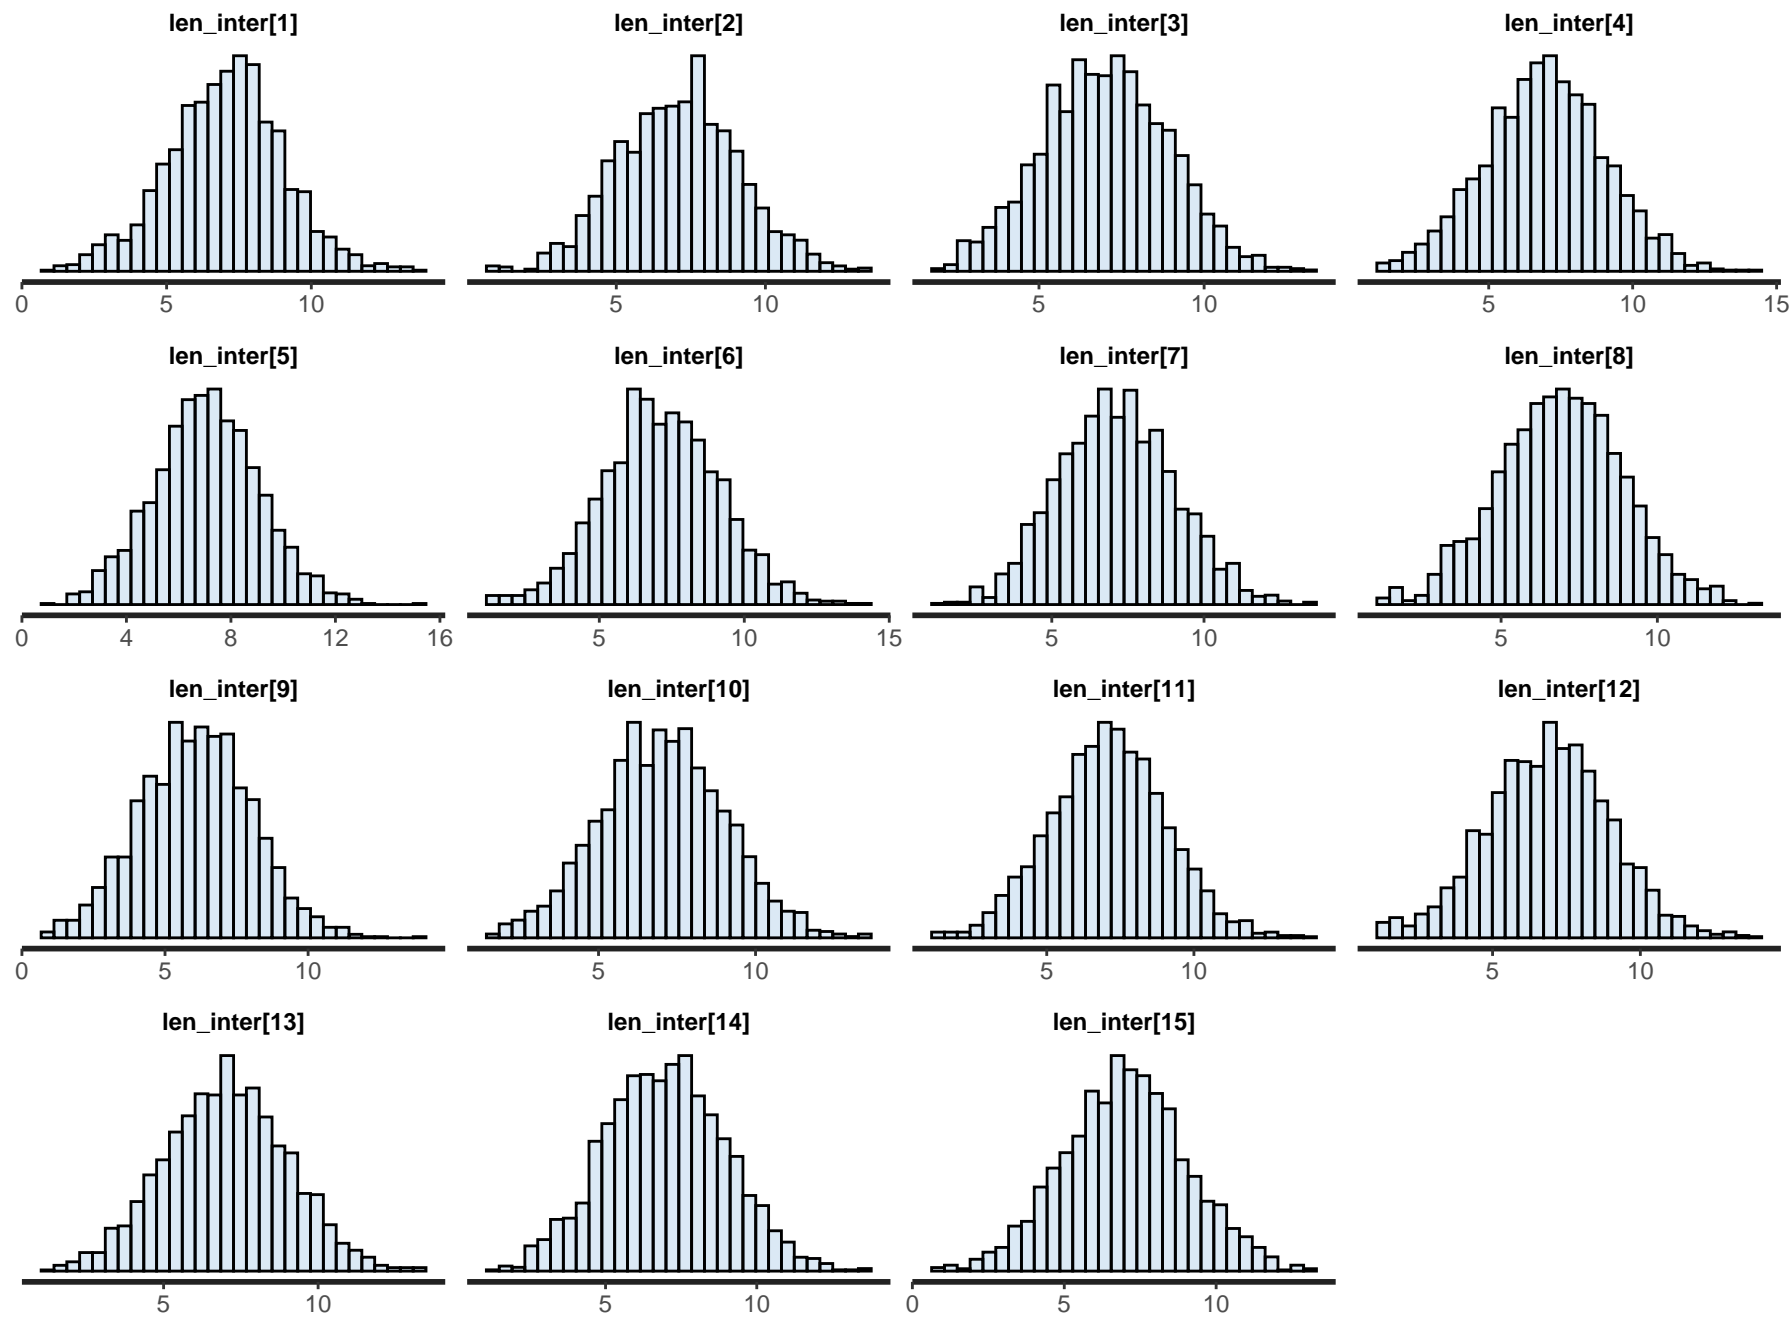 len_inter[1] len_inter[2] len_inter[3] len_inter[4]
0 5 10 5 10 5 10 5 10 15
len_inter[5] len_inter[6] len_inter[7] len_inter[8]
0 4 8 12 16 5 10 15 5 10 5 10
len_inter[9] len_inter[10] len_inter[11] len_inter[12]
0 5 10 5 10 5 10 5 10
len_inter[13] len_inter[14] len_inter[15]
5 10 5 10 0 5 10